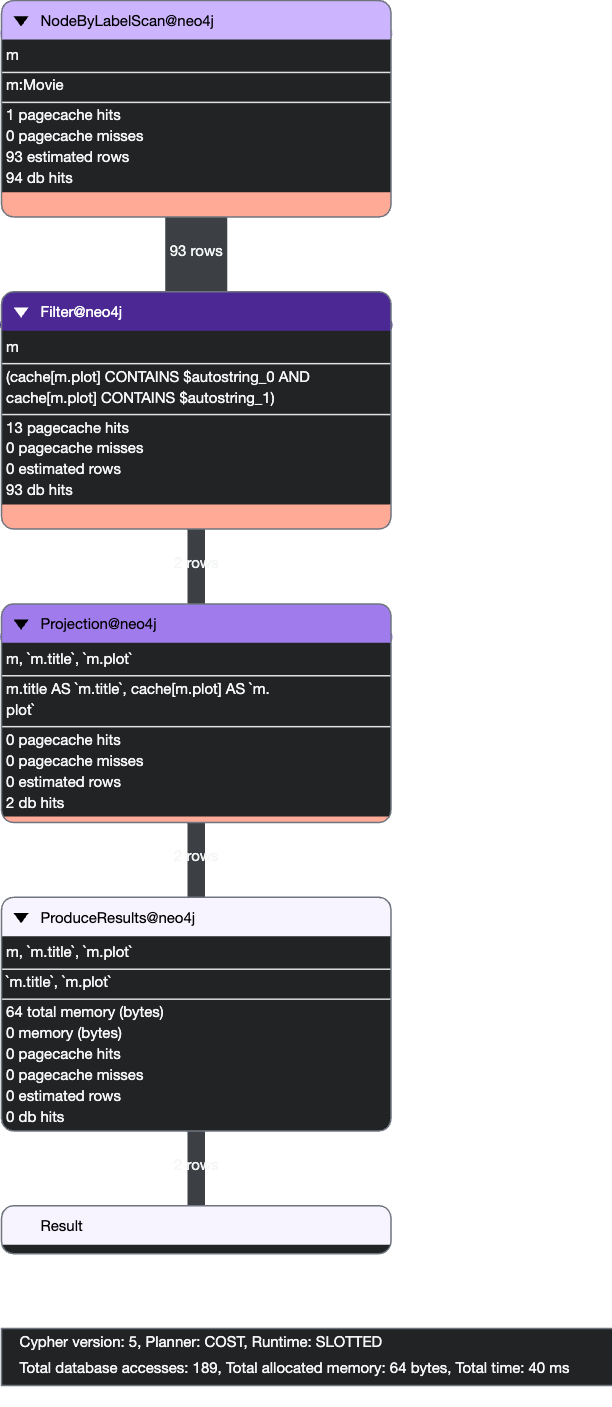 NodeByLabelScan@neo4j
m
m:Movie
1 pagecache hits
0 pagecache misses
93 estimated rows
94 db hits
93 rows
Filter@neo4j
m
(cache[m.plot] CONTAINS $autostring_0 AND
cache[m.plot] CONTAINS $autostring_1)
13 pagecache hits
0 pagecache misses
0 estimated rows
93 db hits
2 rows
Projection@neo4j
m, `m.title`, `m.plot`
m.title AS `m.title`, cache[m.plot] AS `m.
plot`
0 pagecache hits
0 pagecache misses
0 estimated rows
2 db hits
2 rows
ProduceResults@neo4j
m, `m.title`, `m.plot`
`m.title`, `m.plot`
64 total memory (bytes)
0 memory (bytes)
0 pagecache hits
0 pagecache misses
0 estimated rows
0 db hits
2 rows
Result
Cypher version: 5, Planner: COST, Runtime: SLOTTED
Total database accesses: 189, Total allocated memory: 64 bytes, Total time: 40 ms